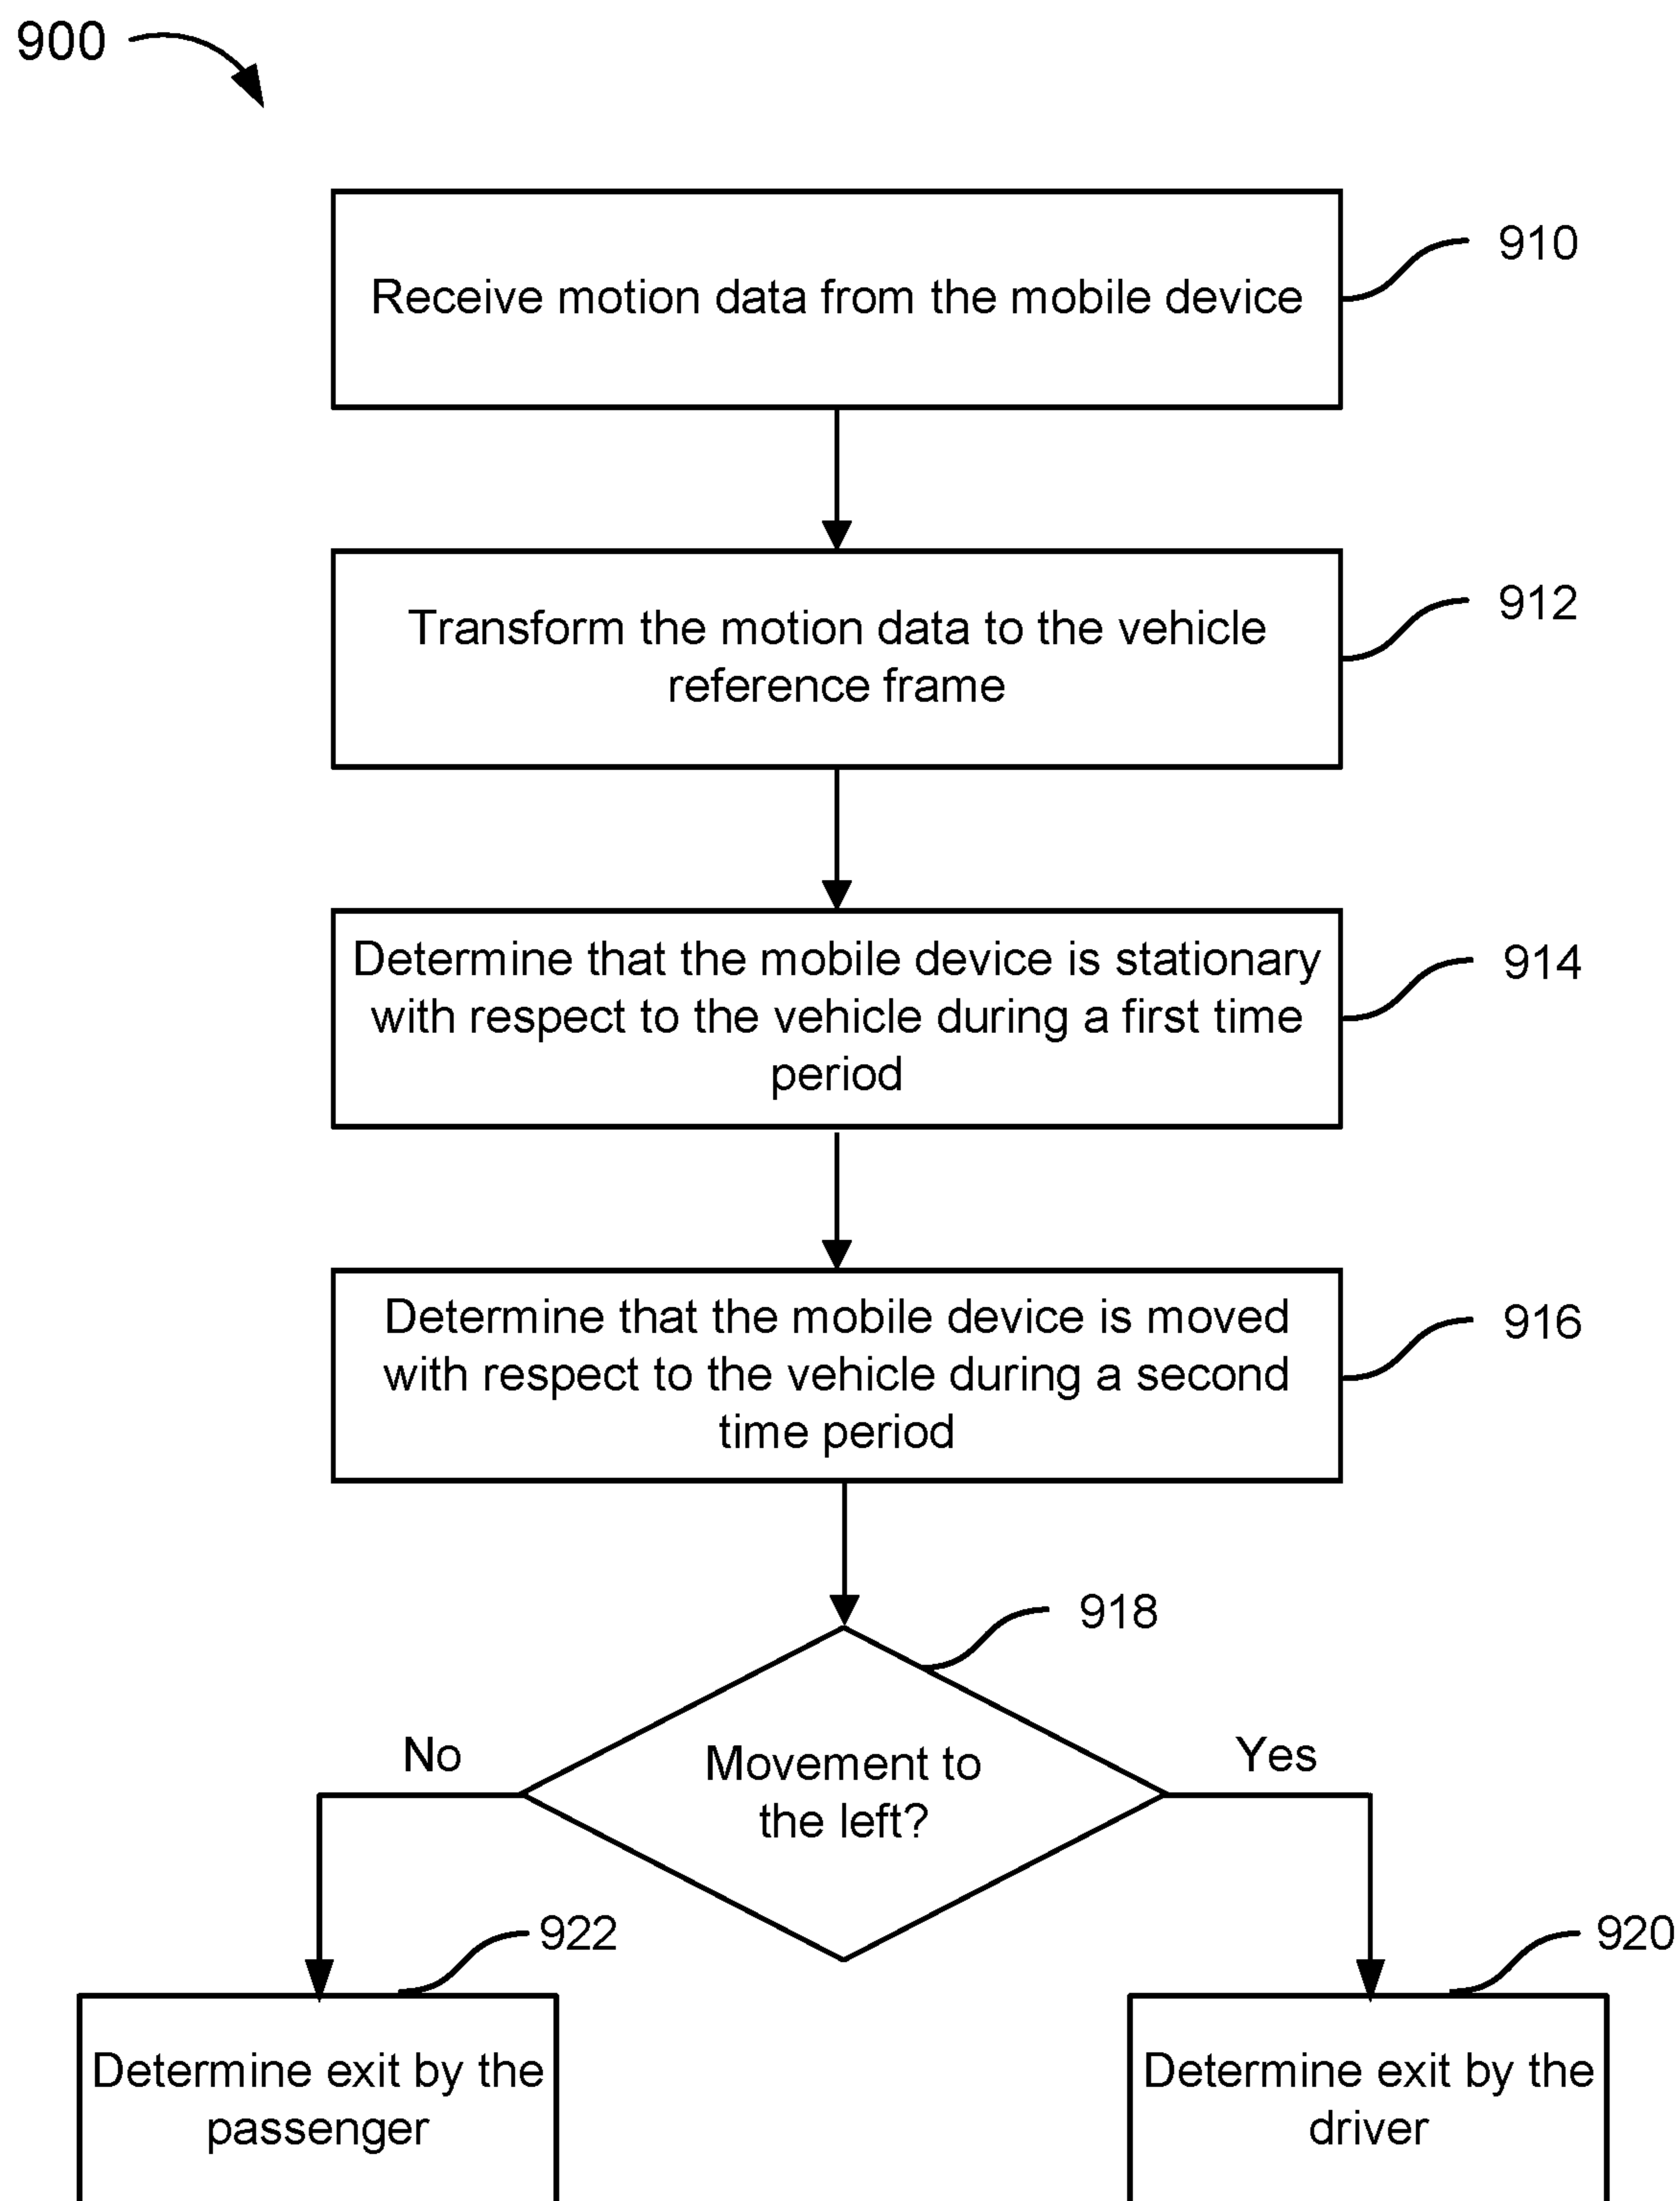 900
Receive motion data from the mobile device
910
Transform the motion data to the vehicle
reference frame
912
Determine that the mobile device is stationary
with respect to the vehicle during a first time
period
914
Determine that the mobile device is moved
with respect to the vehicle during a second
time period
916
918
Movement to
the left?
No
Yes
922
920
Determine exit by the
passenger
Determine exit by the
driver